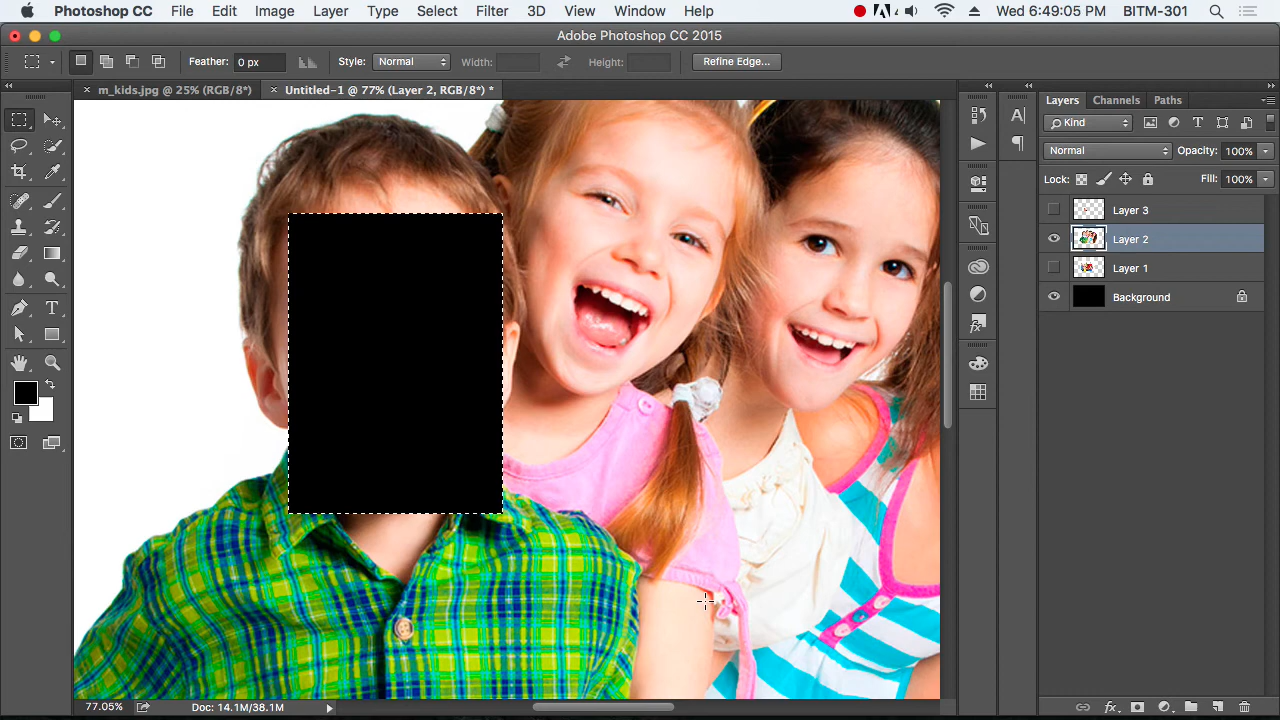 Photoshop CC File Edit Image Layer Type Select Filter 3D View Window Help Wed 6:49:05 PM BITM-301
Adobe Photoshop CC 2015
Feather: 0 px Style: Normal Width: Height: Refine Edge...
m_kids.jpg @ 25% (RGB/8*) Untitled-1 @ 77% (Layer 2, RGB/8*) *
Layers Channels Paths
Kind
Normal Opacity: 100%
Lock: Fill: 100%
Layer 3
Layer 2
Layer 1
Background
77.05% Doc: 14.1M/38.1M